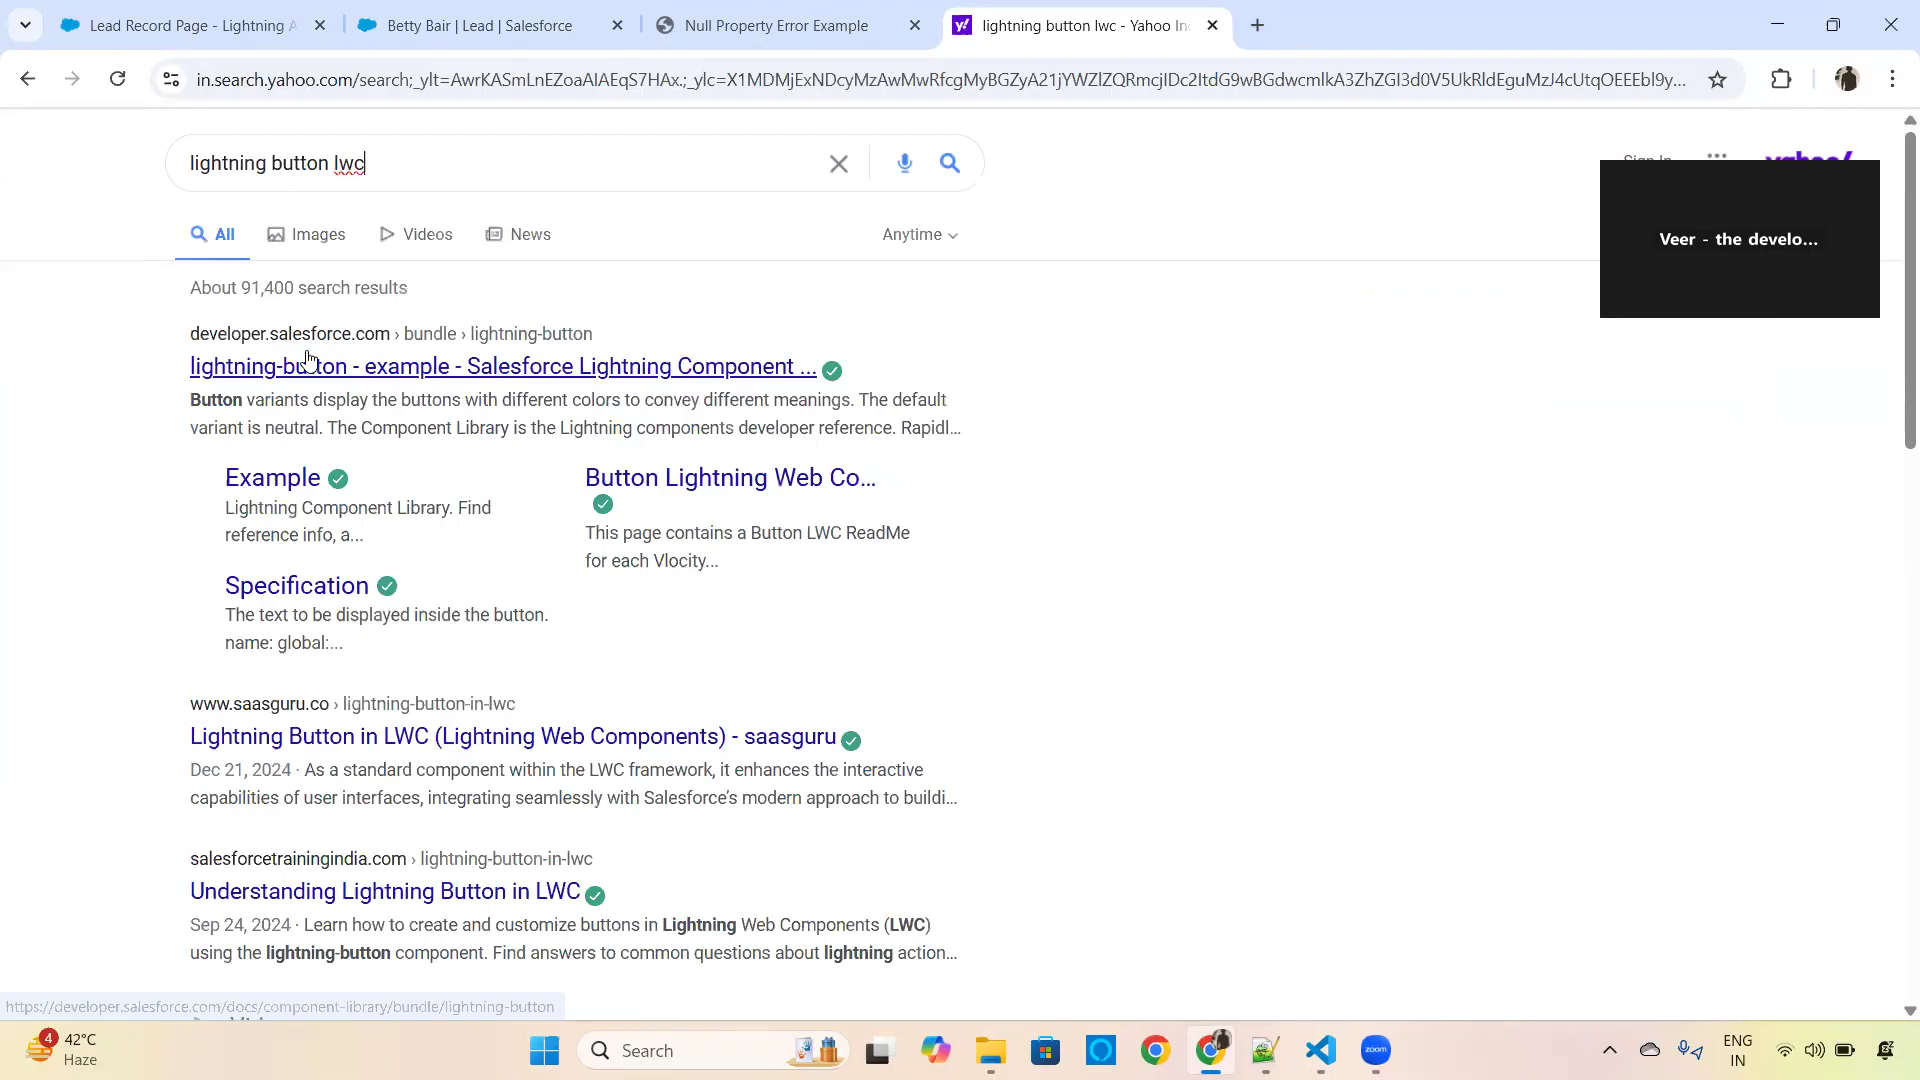 Lead Record Page - Lightning A
Betty Bair | Lead | Salesforce
Null Property Error Example
lightning button lwc - Yahoo In
in.search.yahoo.com/search;_ylt=AwrKASmLnEZoaAIAEqS7HAx.;_ylc=X1MDMjExNDcyMzAwMwRfcgMyBGZyA21jYWZlZQRmcjIDc2ItdG9wBGdwcmlkA3ZhZGI3d0V5UkRldEguMzJ4cUtqOEEEbl9y...
lightning button lwc
Sign In
yahoo!
Veer - the develo...
All
Images
Videos
News
Anytime
About 91,400 search results
developer.salesforce.com › bundle › lightning-button
lightning-button - example - Salesforce Lightning Component ...
Button variants display the buttons with different colors to convey different meanings. The default
variant is neutral. The Component Library is the Lightning components developer reference. Rapidl...
Example
Lightning Component Library. Find
reference info, a...
Button Lightning Web Co...
This page contains a Button LWC ReadMe
for each Vlocity...
Specification
The text to be displayed inside the button.
name: global:...
www.saasguru.co › lightning-button-in-lwc
Lightning Button in LWC (Lightning Web Components) - saasguru
Dec 21, 2024 · As a standard component within the LWC framework, it enhances the interactive
capabilities of user interfaces, integrating seamlessly with Salesforce's modern approach to buildi...
salesforcetrainingindia.com › lightning-button-in-lwc
Understanding Lightning Button in LWC
Sep 24, 2024 · Learn how to create and customize buttons in Lightning Web Components (LWC)
using the lightning-button component. Find answers to common questions about lightning action...
https://developer.salesforce.com/docs/component-library/bundle/lightning-button
4
42°C
Haze
Search
zoom
ENG
IN